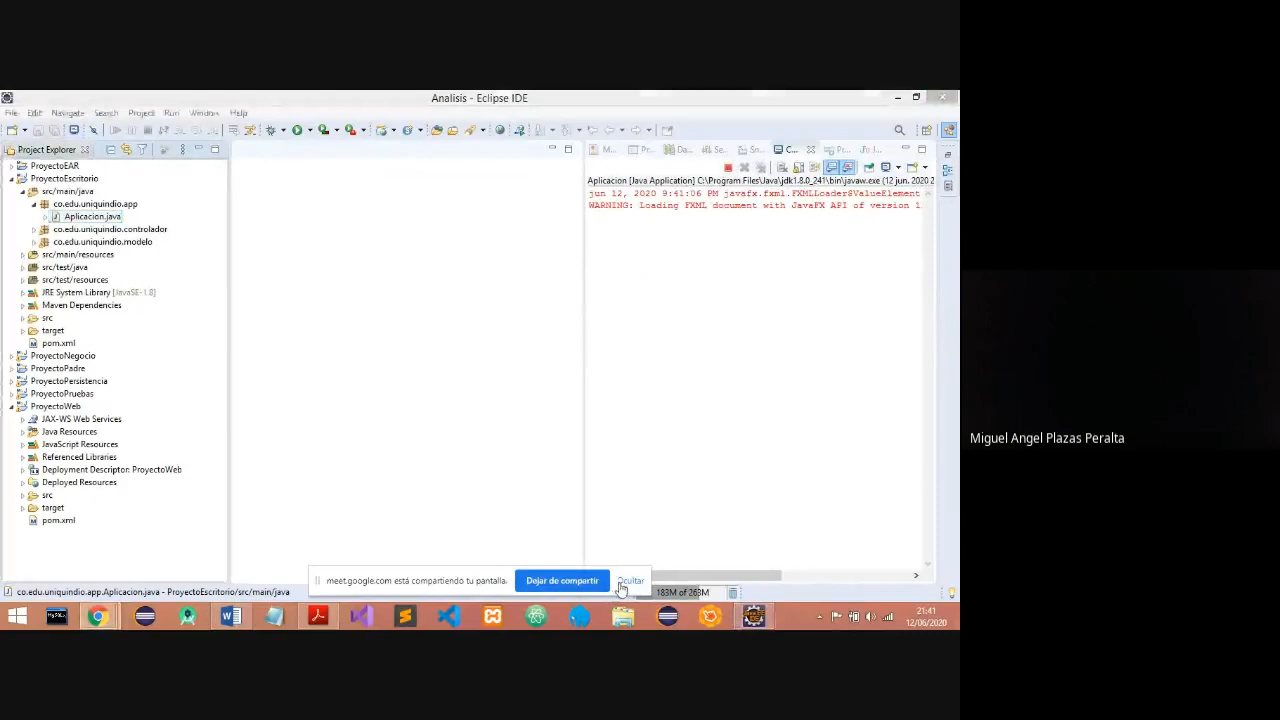 Analisis - Eclipse IDE
File Edit Navigate Search Project Run Window Help
Project Explorer
ProyectoEAR
ProyectoEscritorio
src/main/java
co.edu.uniquindio.app
Aplicacion.java
co.edu.uniquindio.controlador
co.edu.uniquindio.modelo
src/main/resources
src/test/java
src/test/resources
JRE System Library [JavaSE-1.8]
Maven Dependencies
src
target
pom.xml
ProyectoNegocio
ProyectoPadre
ProyectoPersistencia
ProyectoPruebas
ProyectoWeb
JAX-WS Web Services
Java Resources
JavaScript Resources
Referenced Libraries
Deployment Descriptor: ProyectoWeb
Deployed Resources
src
target
pom.xml
M... Pr... Da... Se... Sn... C... Pr... J...
Aplicacion [Java Application] C:\Program Files\Java\jdk1.8.0_241\bin\javaw.exe (12 jun. 2020 2
jun 12, 2020 9:41:06 PM javafx.fxml.FXMLLoader$ValueElement
WARNING: Loading FXML document with JavaFX API of version 1
meet.google.com está compartiendo tu pantalla. Dejar de compartir Ocultar
co.edu.uniquindio.app.Aplicacion.java - ProyectoEscritorio/src/main/java
183M of 263M
21:41
12/06/2020
Miguel Angel Plazas Peralta